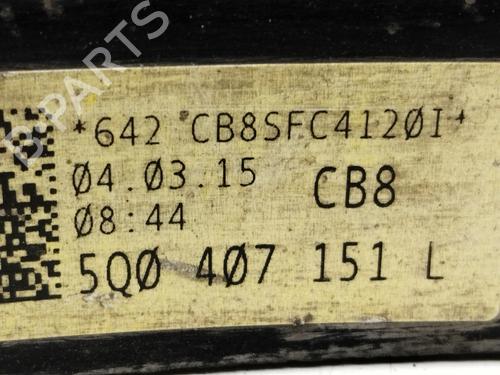 *642 CB8SFC4120I*
04.03.15
CB8
08:44
5Q0 407 151 L
B-PARTS